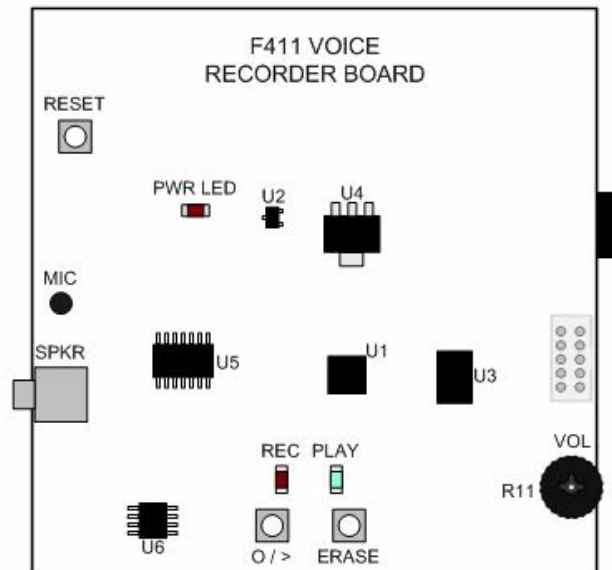 F411 VOICE
RECORDER BOARD
RESET
PWR LED
U2
U4
MIC
SPKR
U5
U1
U3
VOL
REC
PLAY
R11
U6
O / >
ERASE